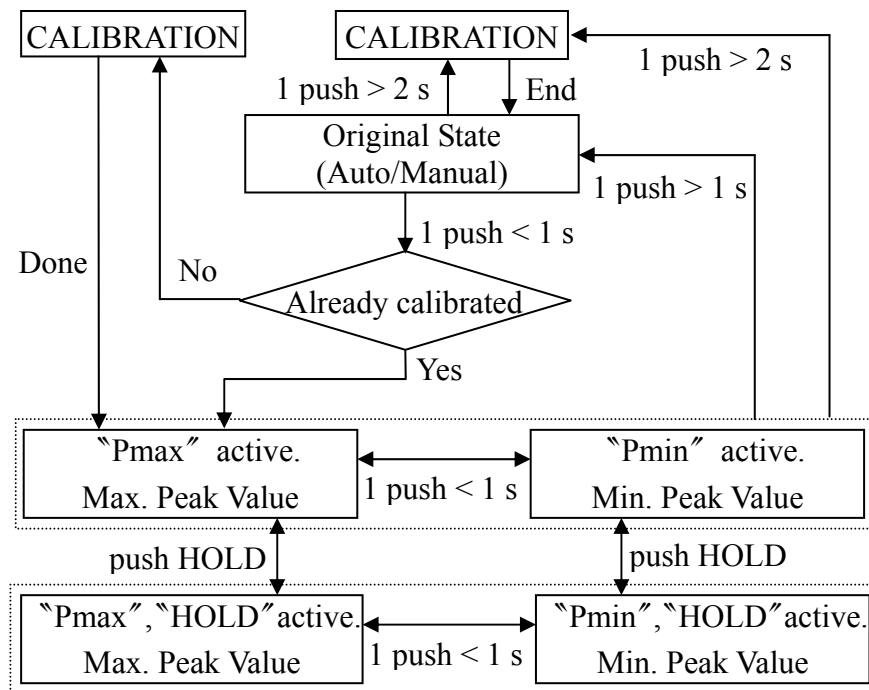 CALIBRATION
CALIBRATION
1 push > 2 s
1 push > 2 s
End
Original State
(Auto/Manual)
1 push > 1 s
1 push < 1 s
Done
No
Already calibrated
Yes
〝Pmax〞 active.
Max. Peak Value
1 push < 1 s
〝Pmin〞 active.
Min. Peak Value
push HOLD
push HOLD
〝Pmax〞,〝HOLD〞active.
Max. Peak Value
1 push < 1 s
〝Pmin〞,〝HOLD〞active.
Min. Peak Value